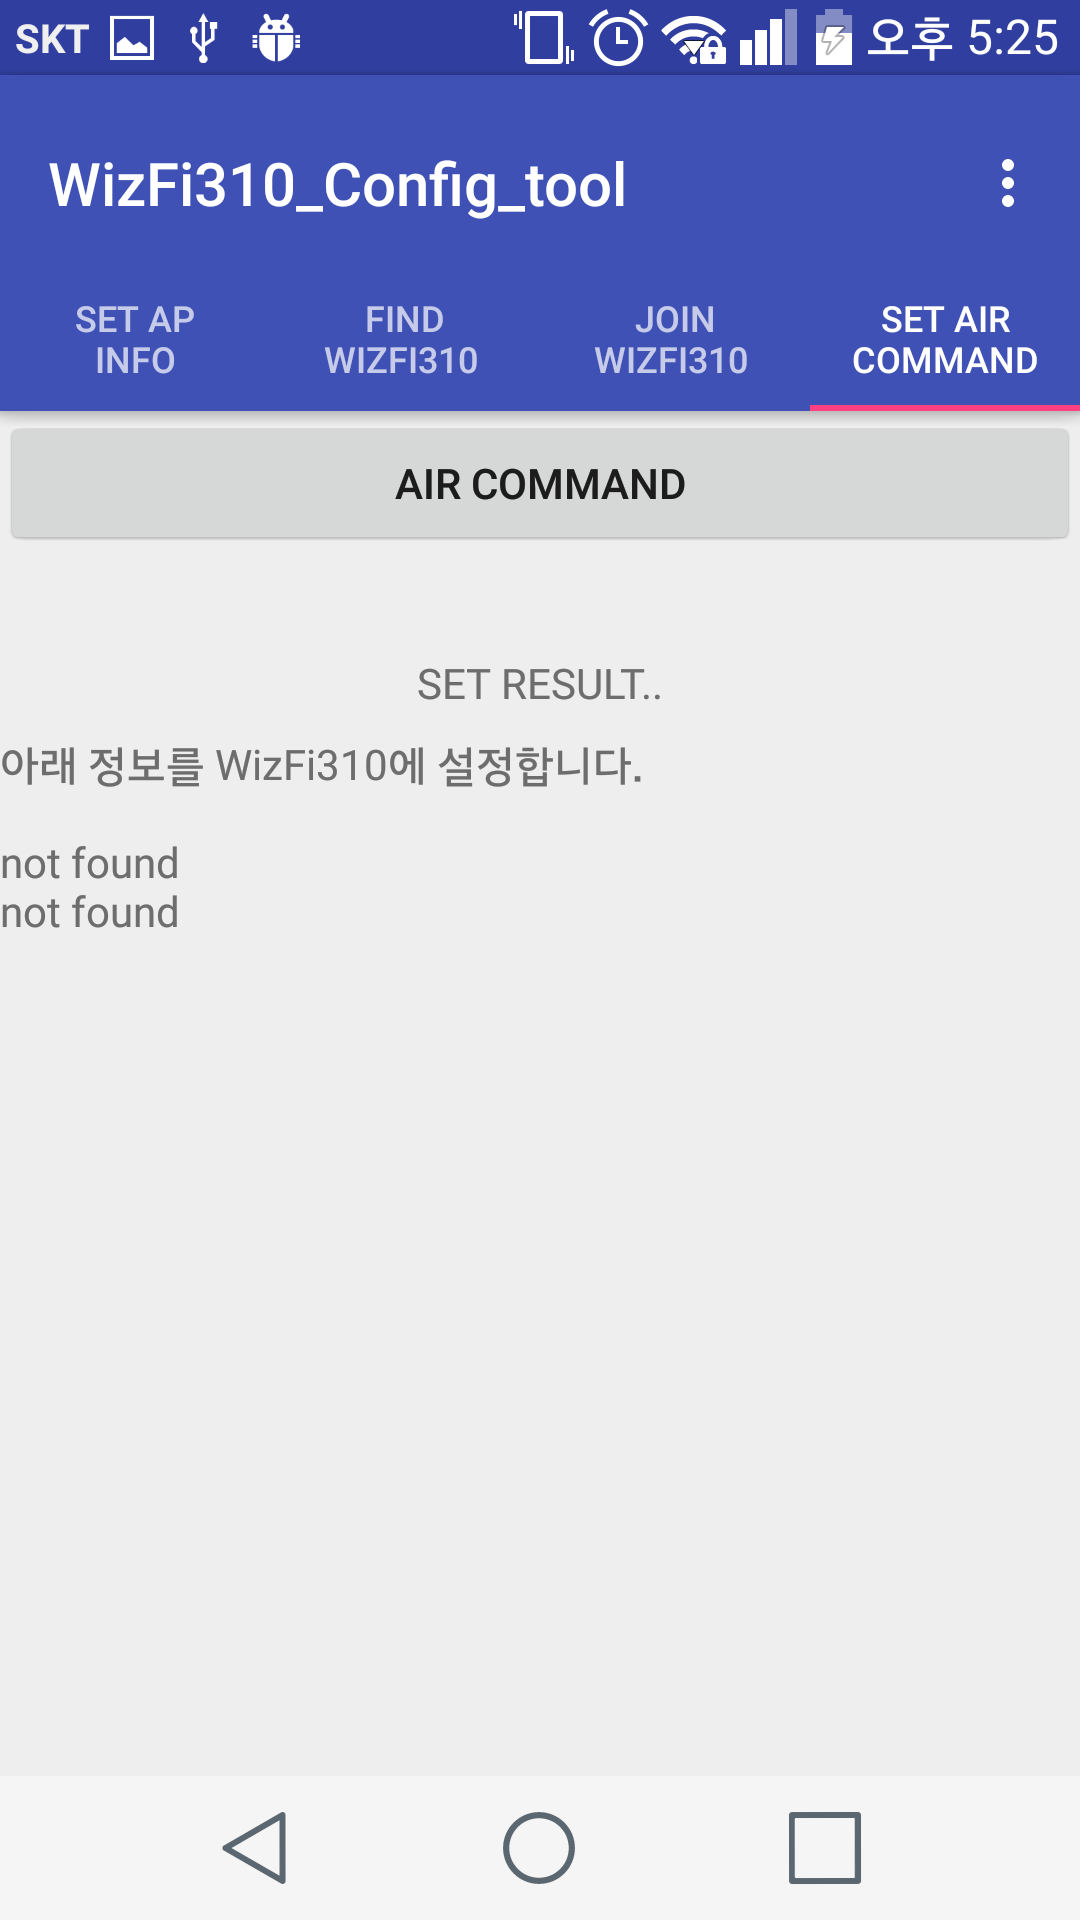 SKT 오후 5:25
WizFi310_Config_tool
SET AP INFO
FIND WIZFI310
JOIN WIZFI310
SET AIR COMMAND
AIR COMMAND
SET RESULT..
아래 정보를 WizFi310에 설정합니다.
not found
not found